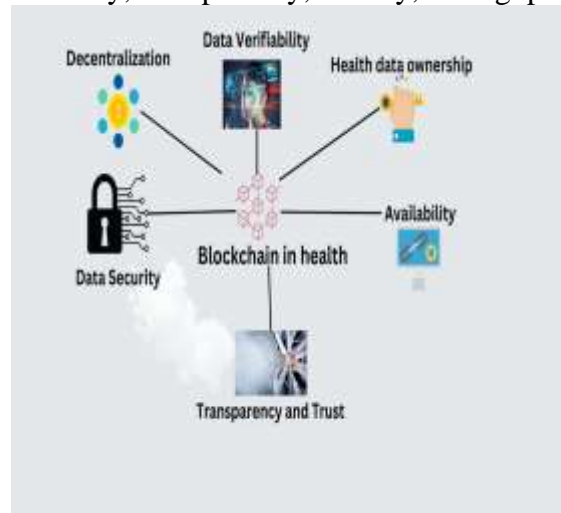 Data Verifiability
Decentralization
Health data ownership
Availability
Blockchain in health
Data Security
Transparency and Trust